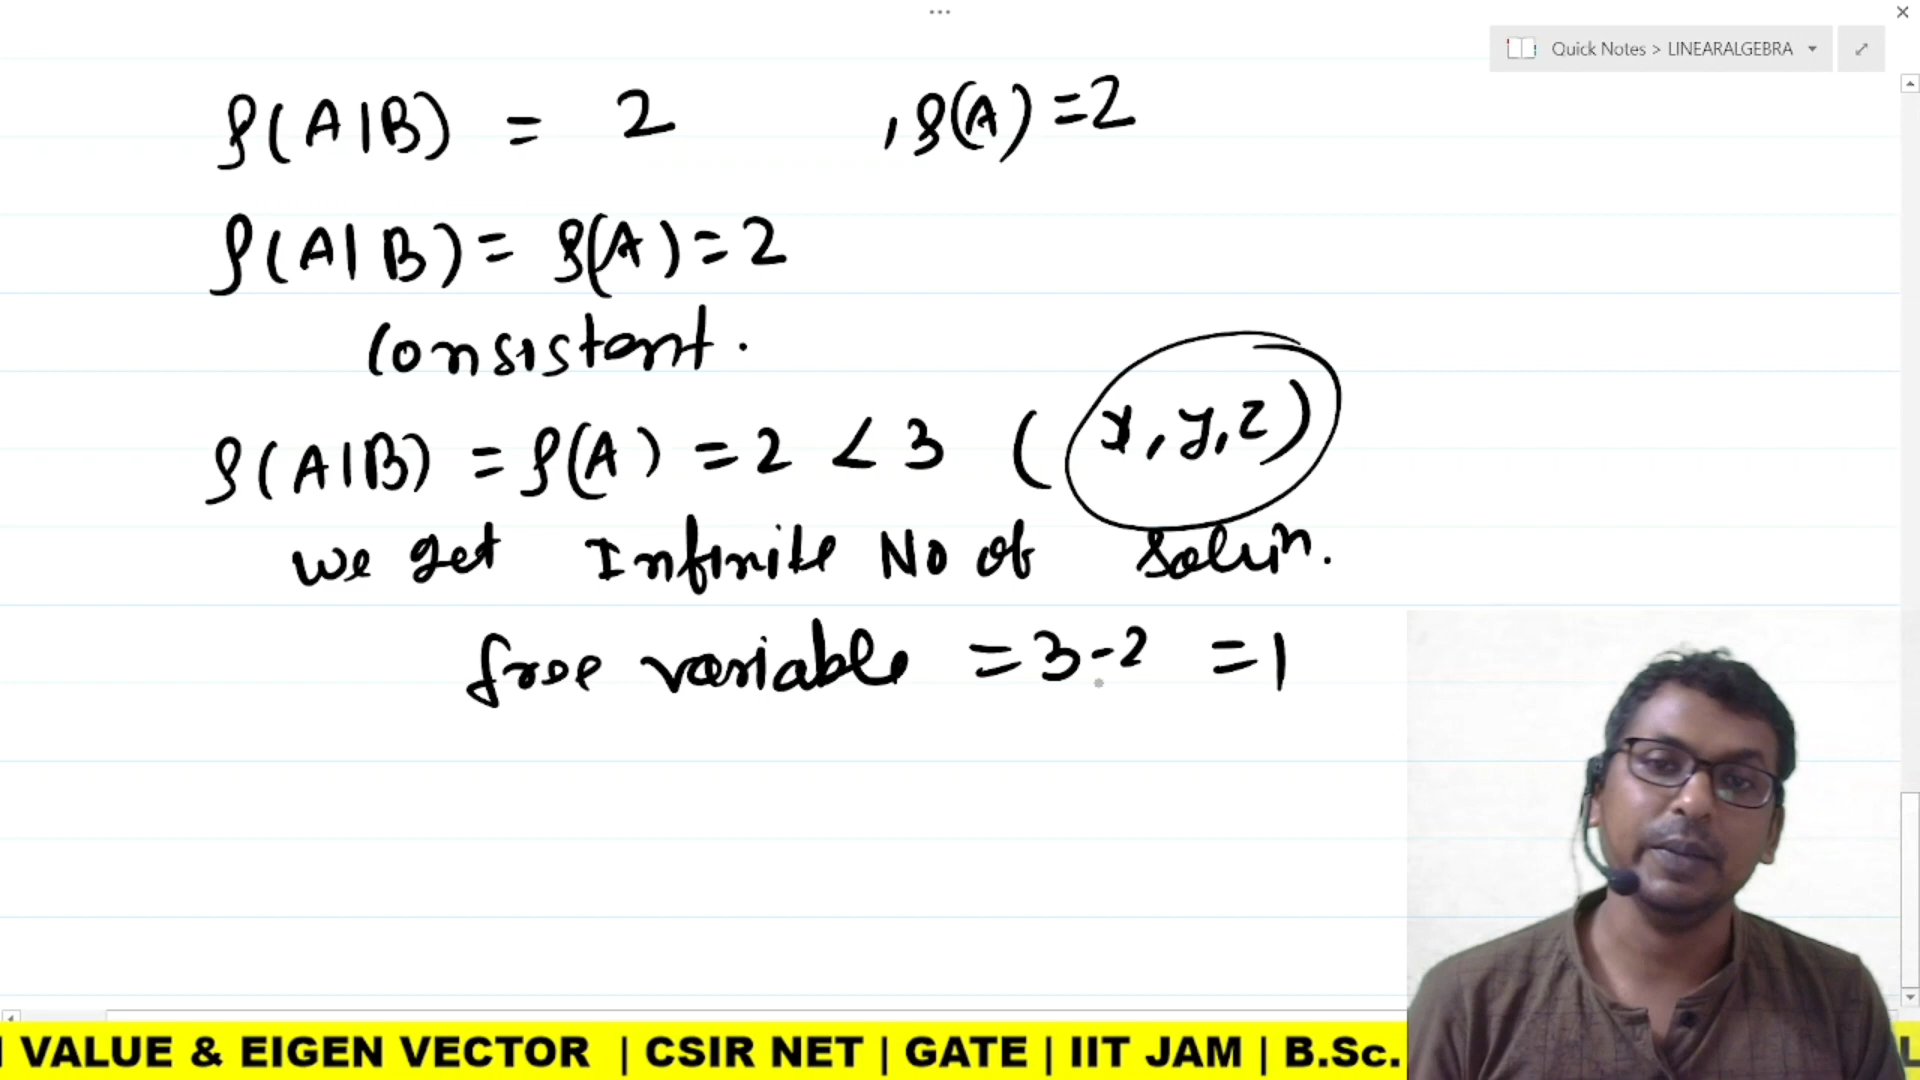 Quick Notes > LINEARALGEBRA
ρ(A|B) = 2 , ρ(A) = 2
ρ(A|B) = ρ(A) = 2
Consistent.
ρ(A|B) = ρ(A) = 2 < 3 (x, y, z)
we get Infinite No of Soluⁿ.
free variable = 3-2 = 1
VALUE & EIGEN VECTOR | CSIR NET | GATE | IIT JAM | B.Sc.